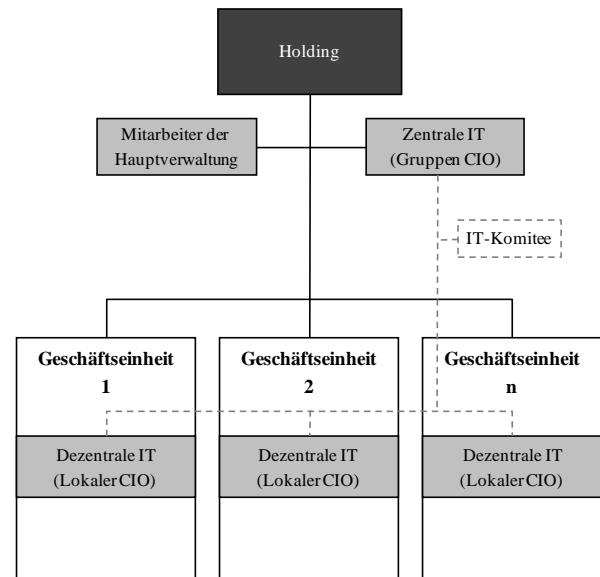 Holding
Mitarbeiter der
Hauptverwaltung
Zentrale IT
(Gruppen CIO)
IT-Komitee
Geschäftseinheit
1
Geschäftseinheit
2
Geschäftseinheit
n
Dezentrale IT
(Lokaler CIO)
Dezentrale IT
(Lokaler CIO)
Dezentrale IT
(Lokaler CIO)